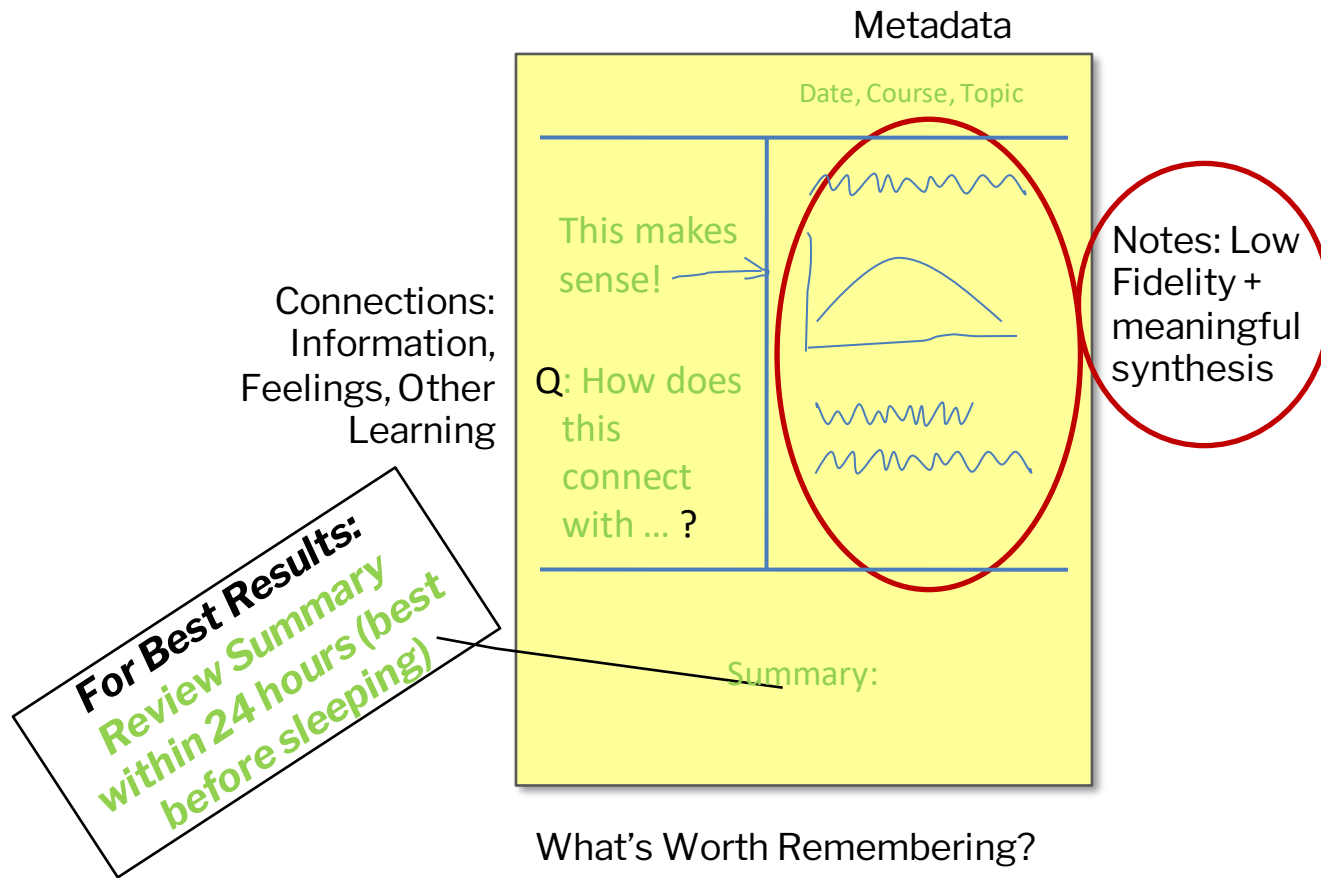 Metadata
Date, Course, Topic
This makes
sense!
Connections:
Information,
Feelings, Other
Learning
Q: How does
this
connect
with ... ?
Notes: Low
Fidelity +
meaningful
synthesis
For Best Results:
Review Summary
within 24 hours (best
before sleeping)
Summary:
What's Worth Remembering?